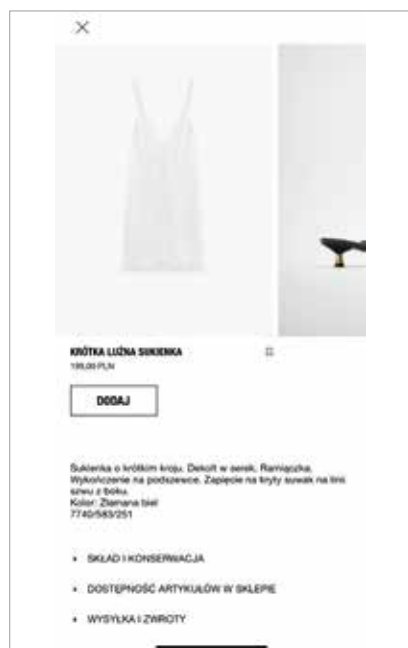 KRÓTKA LUŹNA SUKIENKA
199,00 PLN
DODAJ
Sukienka o krótkim kroju. Dekolt w serek. Ramiączka.
Wykończenie na podszewce. Zapięcie na kryty suwak na linii
szwu z boku.
Kolor: Złamana biel
7740/583/251
SKŁAD I KONSERWACJA
DOSTĘPNOŚĆ ARTYKUŁÓW W SKLEPIE
WYSYŁKA I ZWROTY